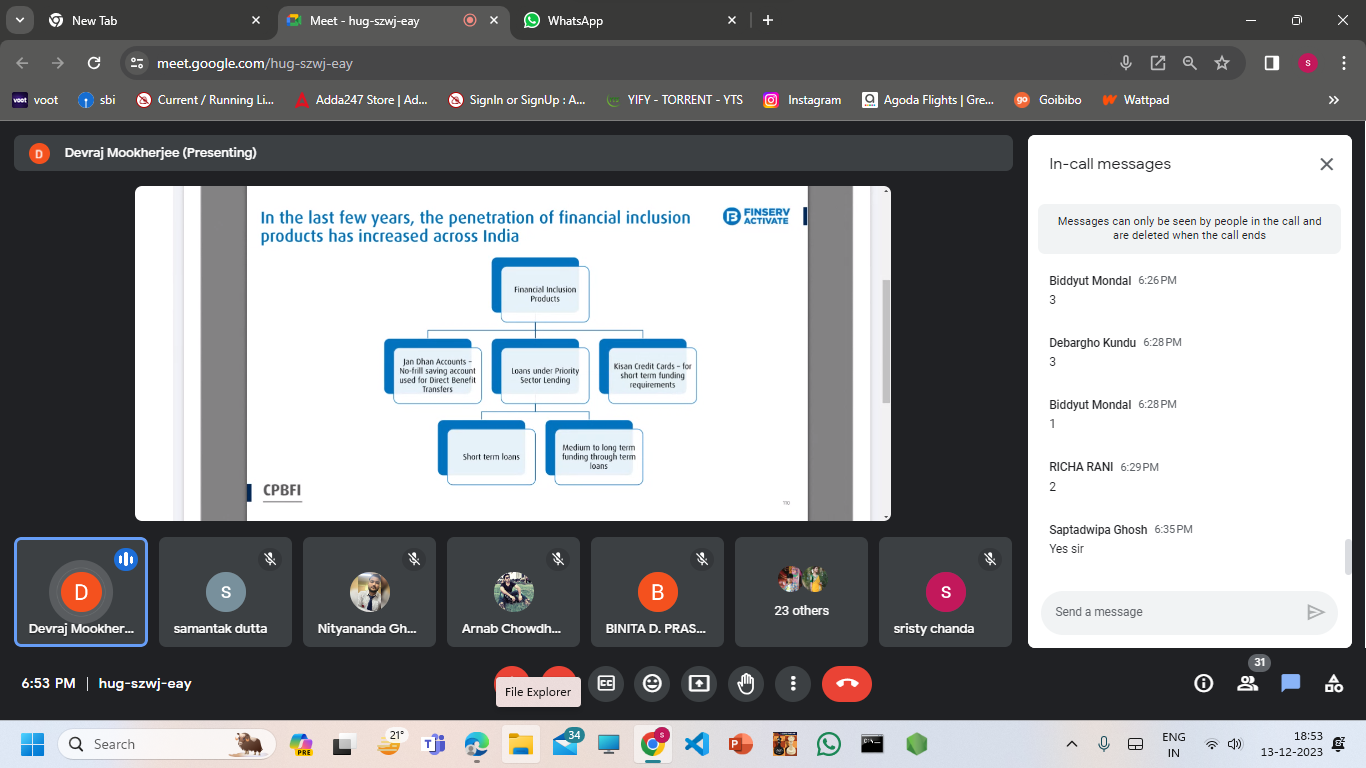 New Tab
Meet - hug-szwj-eay
WhatsApp
meet.google.com/hug-szwj-eay
S
voot
voot
sbi
Current / Running Li...
Adda247 Store | Ad...
SignIn or SignUp : A...
YIFY - TORRENT - YTS
Instagram
Agoda Flights | Gre...
go
Goibibo
Wattpad
D
Devraj Mookherjee (Presenting)
In the last few years, the penetration of financial inclusion
products has increased across India
FINSERV
ACTIVATE
Financial Inclusion
Products
Jan Dhan Accounts –
No-frill saving account
used for Direct Benefit
Transfers
Loans under Priority
Sector Lending
Kisan Credit Cards – for
short term funding
requirements
Short term loans
Medium to long term
funding through term
loans
CPBFI
110
In-call messages
Messages can only be seen by people in the call and
are deleted when the call ends
Biddyut Mondal 6:26 PM
3
Debargho Kundu 6:28 PM
3
Biddyut Mondal 6:28 PM
1
RICHA RANI 6:29 PM
2
Saptadwipa Ghosh 6:35 PM
Yes sir
Send a message
D
Devraj Mookher...
s
samantak dutta
Nityananda Gh...
Arnab Chowdh...
B
BINITA D. PRAS...
23 others
s
sristy chanda
6:53 PM | hug-szwj-eay
File Explorer
CC
31
Search
PRE
21°
34
ENG
IN
18:53
13-12-2023